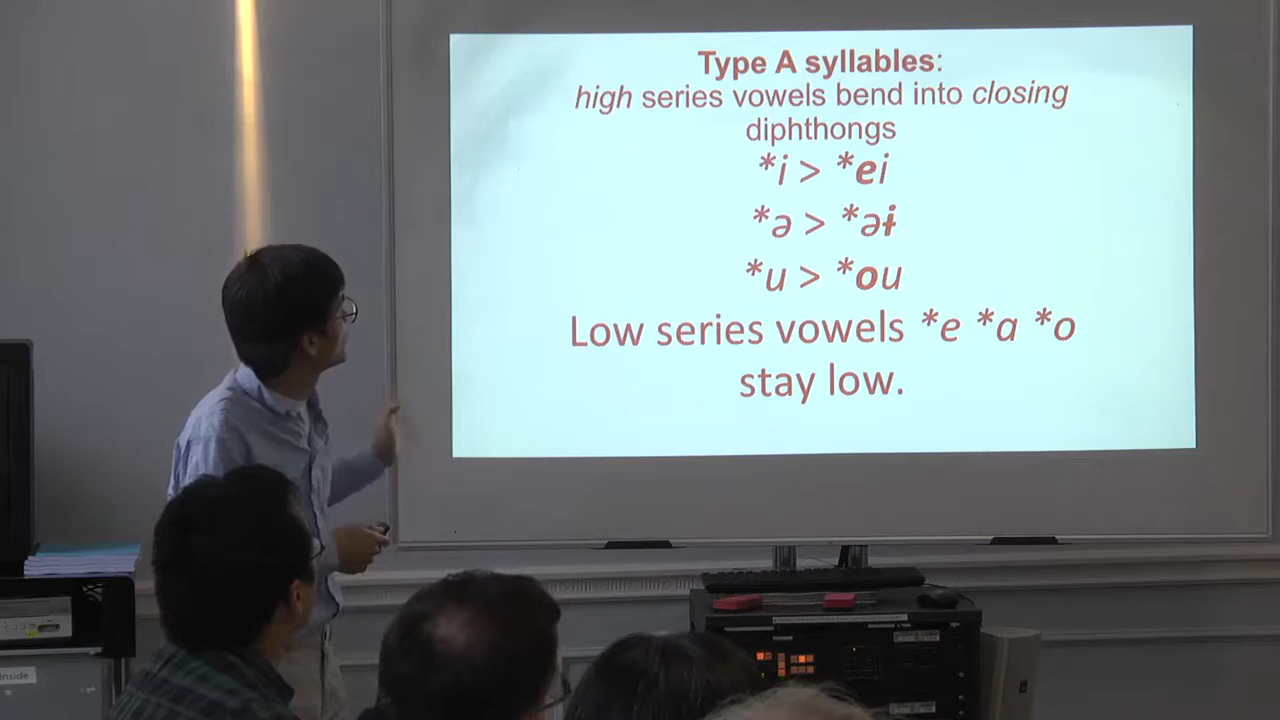 Type A syllables:
high series vowels bend into closing
diphthongs
*i > *ei
*ə > *əɨ
*u > *ou
Low series vowels *e *a *o
stay low.
inside